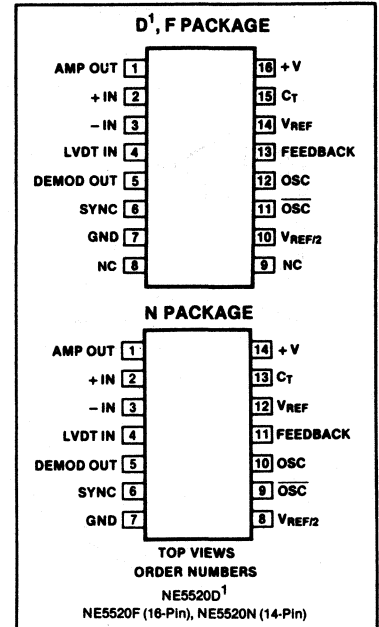 D¹, F PACKAGE
AMP OUT 1 16 +V
+ IN 2 15 CT
– IN 3 14 VREF
LVDT IN 4 13 FEEDBACK
DEMOD OUT 5 12 OSC
SYNC 6 11 O̅S̅C̅
GND 7 10 VREF/2
NC 8 9 NC
N PACKAGE
AMP OUT 1 14 +V
+ IN 2 13 CT
– IN 3 12 VREF
LVDT IN 4 11 FEEDBACK
DEMOD OUT 5 10 OSC
SYNC 6 9 O̅S̅C̅
GND 7 8 VREF/2
TOP VIEWS
ORDER NUMBERS
NE5520D¹
NE5520F (16-Pin), NE5520N (14-Pin)